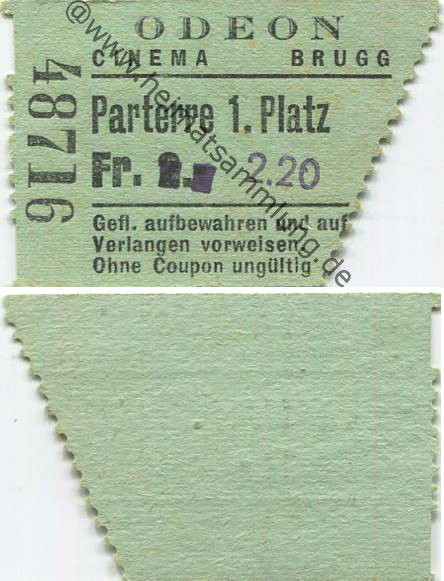 ODEON
CINEMA BRUGG
Parterre 1. Platz
Fr. 2.- 2.20
Gefl. aufbewahren und auf
Verlangen vorweisen
Ohne Coupon ungültig
48716
@www.heimatsammlung.de